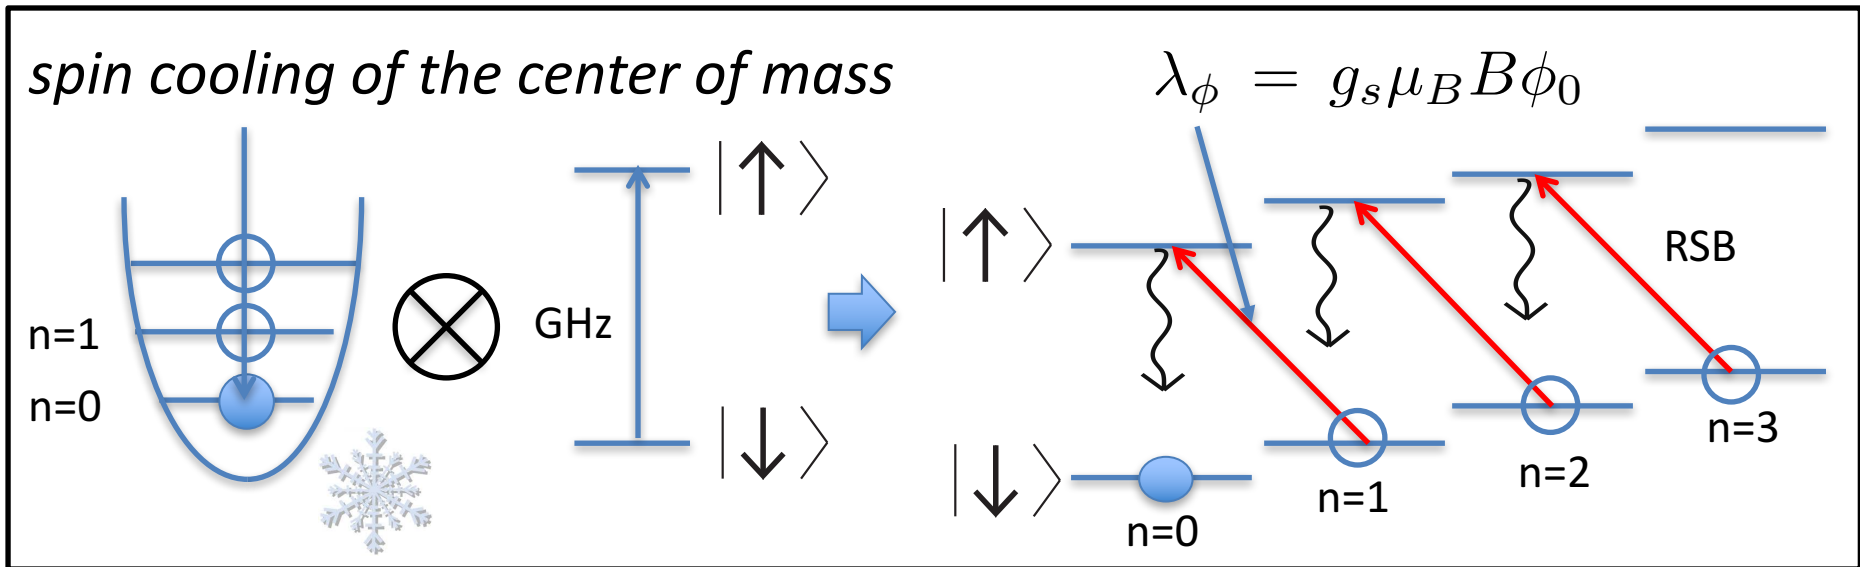 spin cooling of the center of mass
λ_ϕ = g_s μ_B B ϕ_0
n=1
n=0
GHz
|↑⟩
|↓⟩
|↑⟩
|↓⟩
RSB
n=0
n=1
n=2
n=3